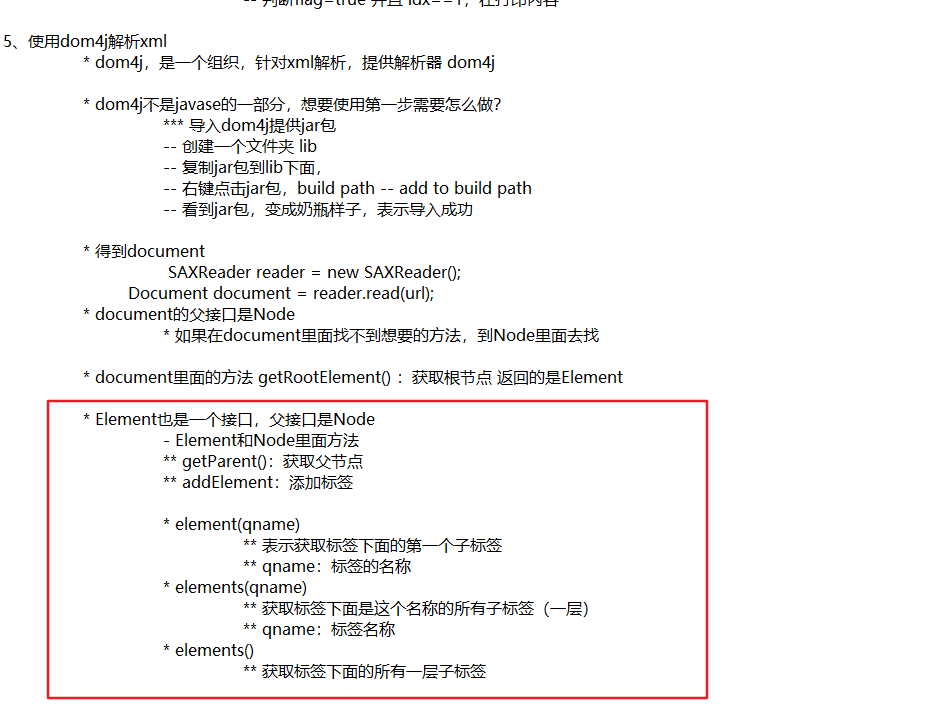 -- 判断flag=true 并且 idx==1，在打印内容
5、使用dom4j解析xml
* dom4j，是一个组织，针对xml解析，提供解析器 dom4j
* dom4j不是javase的一部分，想要使用第一步需要怎么做？
*** 导入dom4j提供jar包
-- 创建一个文件夹 lib
-- 复制jar包到lib下面，
-- 右键点击jar包，build path -- add to build path
-- 看到jar包，变成奶瓶样子，表示导入成功
* 得到document
SAXReader reader = new SAXReader();
Document document = reader.read(url);
* document的父接口是Node
* 如果在document里面找不到想要的方法，到Node里面去找
* document里面的方法 getRootElement() ：获取根节点 返回的是Element
* Element也是一个接口，父接口是Node
- Element和Node里面方法
** getParent()：获取父节点
** addElement：添加标签
* element(qname)
** 表示获取标签下面的第一个子标签
** qname：标签的名称
* elements(qname)
** 获取标签下面是这个名称的所有子标签（一层）
** qname：标签名称
* elements()
** 获取标签下面的所有一层子标签